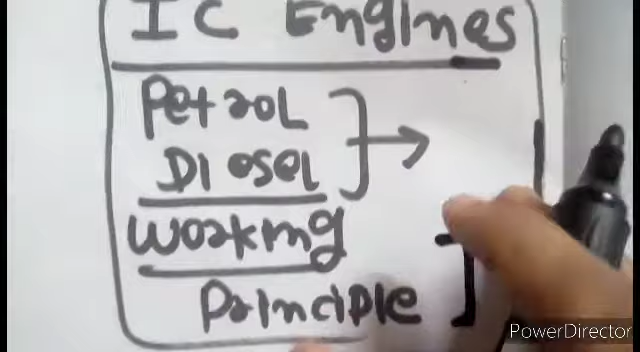 IC Engines
Petrol
Diesel
Working
Principle
PowerDirector